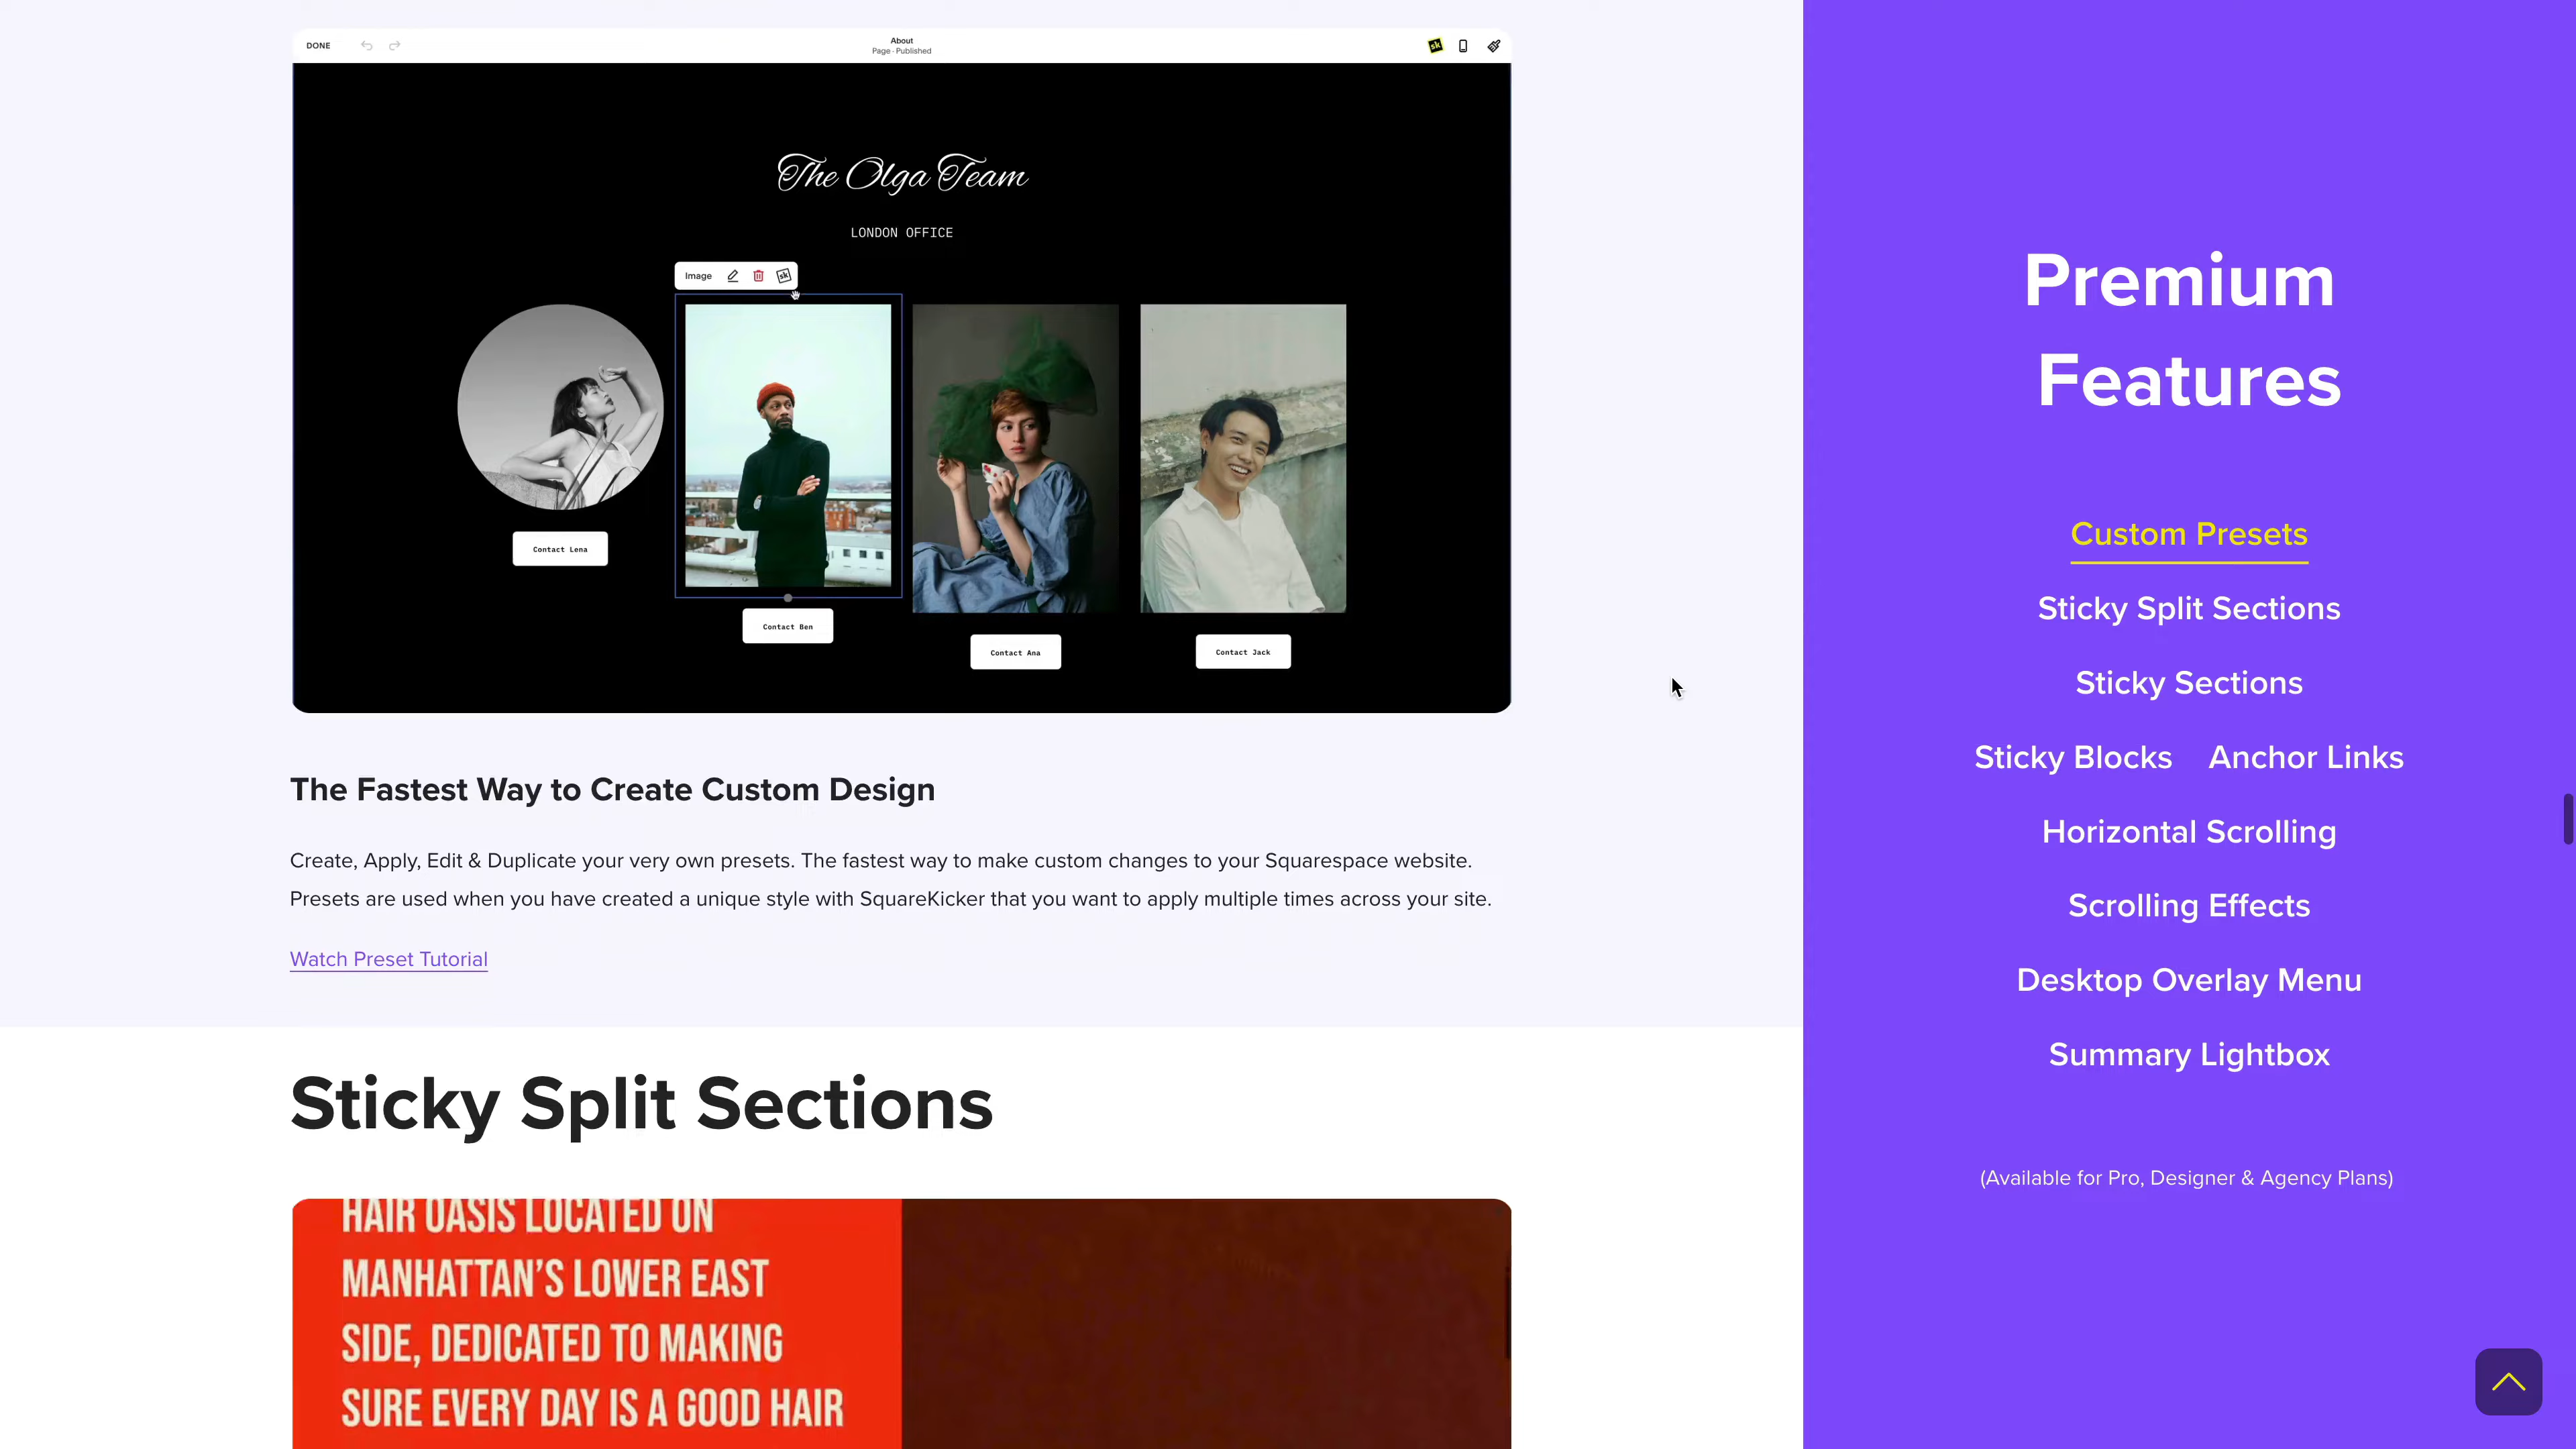 DONE
About
Page · Published
sk
The Olga Team
LONDON OFFICE
Image
sk
Contact Lena
Contact Ben
Contact Ana
Contact Jack
The Fastest Way to Create Custom Design
Create, Apply, Edit & Duplicate your very own presets. The fastest way to make custom changes to your Squarespace website.
Presets are used when you have created a unique style with SquareKicker that you want to apply multiple times across your site.
Watch Preset Tutorial
Sticky Split Sections
HAIR OASIS LOCATED ON
MANHATTAN’S LOWER EAST
SIDE, DEDICATED TO MAKING
SURE EVERY DAY IS A GOOD HAIR
Premium
Features
Custom Presets
Sticky Split Sections
Sticky Sections
Sticky Blocks Anchor Links
Horizontal Scrolling
Scrolling Effects
Desktop Overlay Menu
Summary Lightbox
(Available for Pro, Designer & Agency Plans)